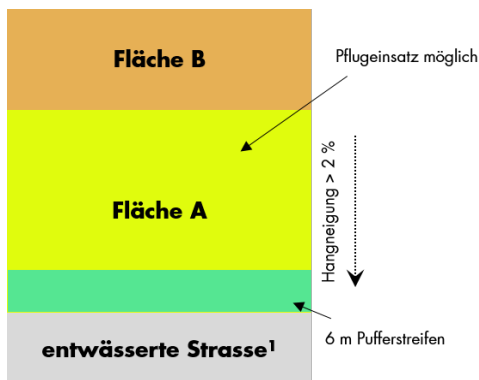 Fläche B
Pflugeinsatz möglich
Hangneigung > 2 %
Fläche A
6 m Pufferstreifen
entwässerte Strasse¹